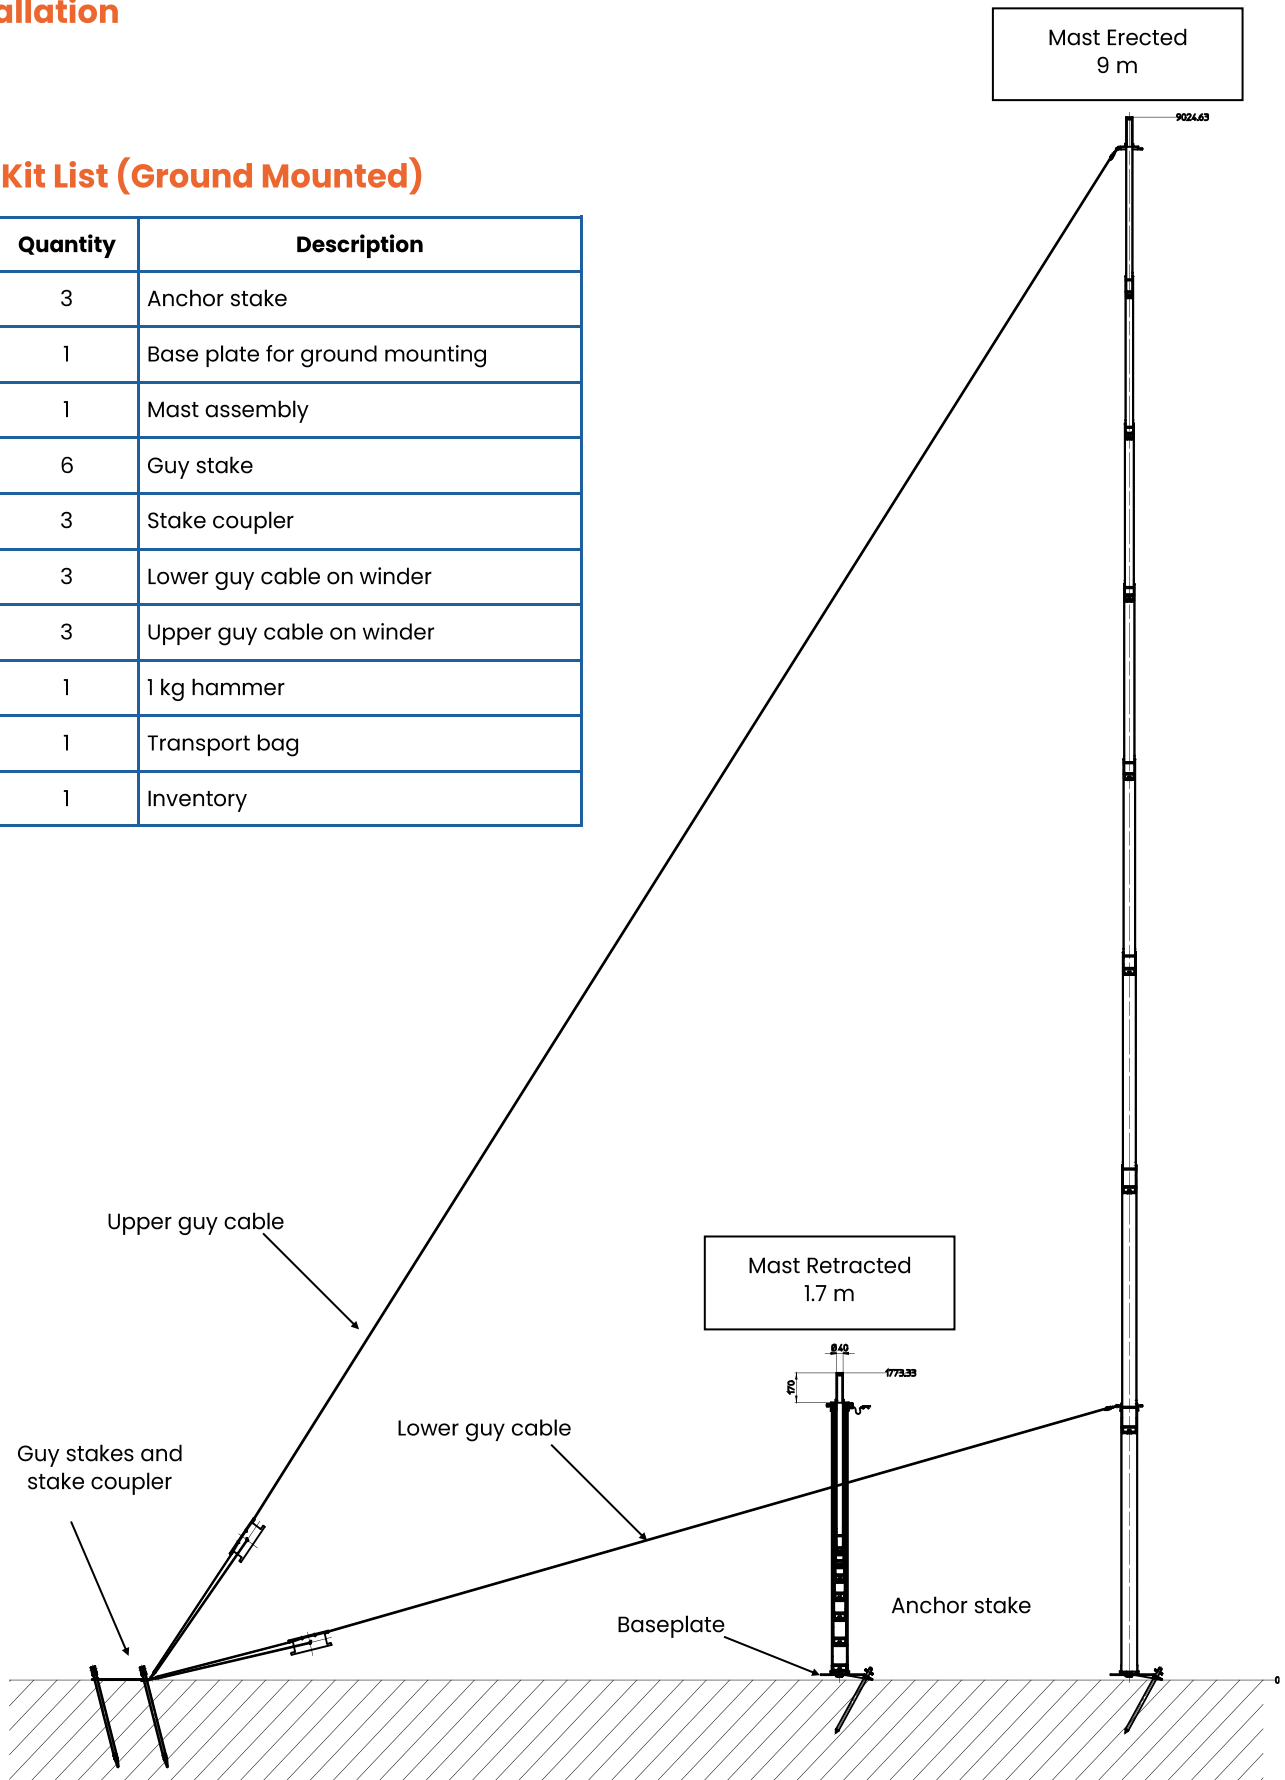 allation
Mast Erected
9 m
9024.63
Kit List (Ground Mounted)
Quantity Description
3 Anchor stake
1 Base plate for ground mounting
1 Mast assembly
6 Guy stake
3 Stake coupler
3 Lower guy cable on winder
3 Upper guy cable on winder
1 1 kg hammer
1 Transport bag
1 Inventory
Upper guy cable
Mast Retracted
1.7 m
Ø40
1773.33
170
Lower guy cable
Guy stakes and
stake coupler
Anchor stake
Baseplate
0